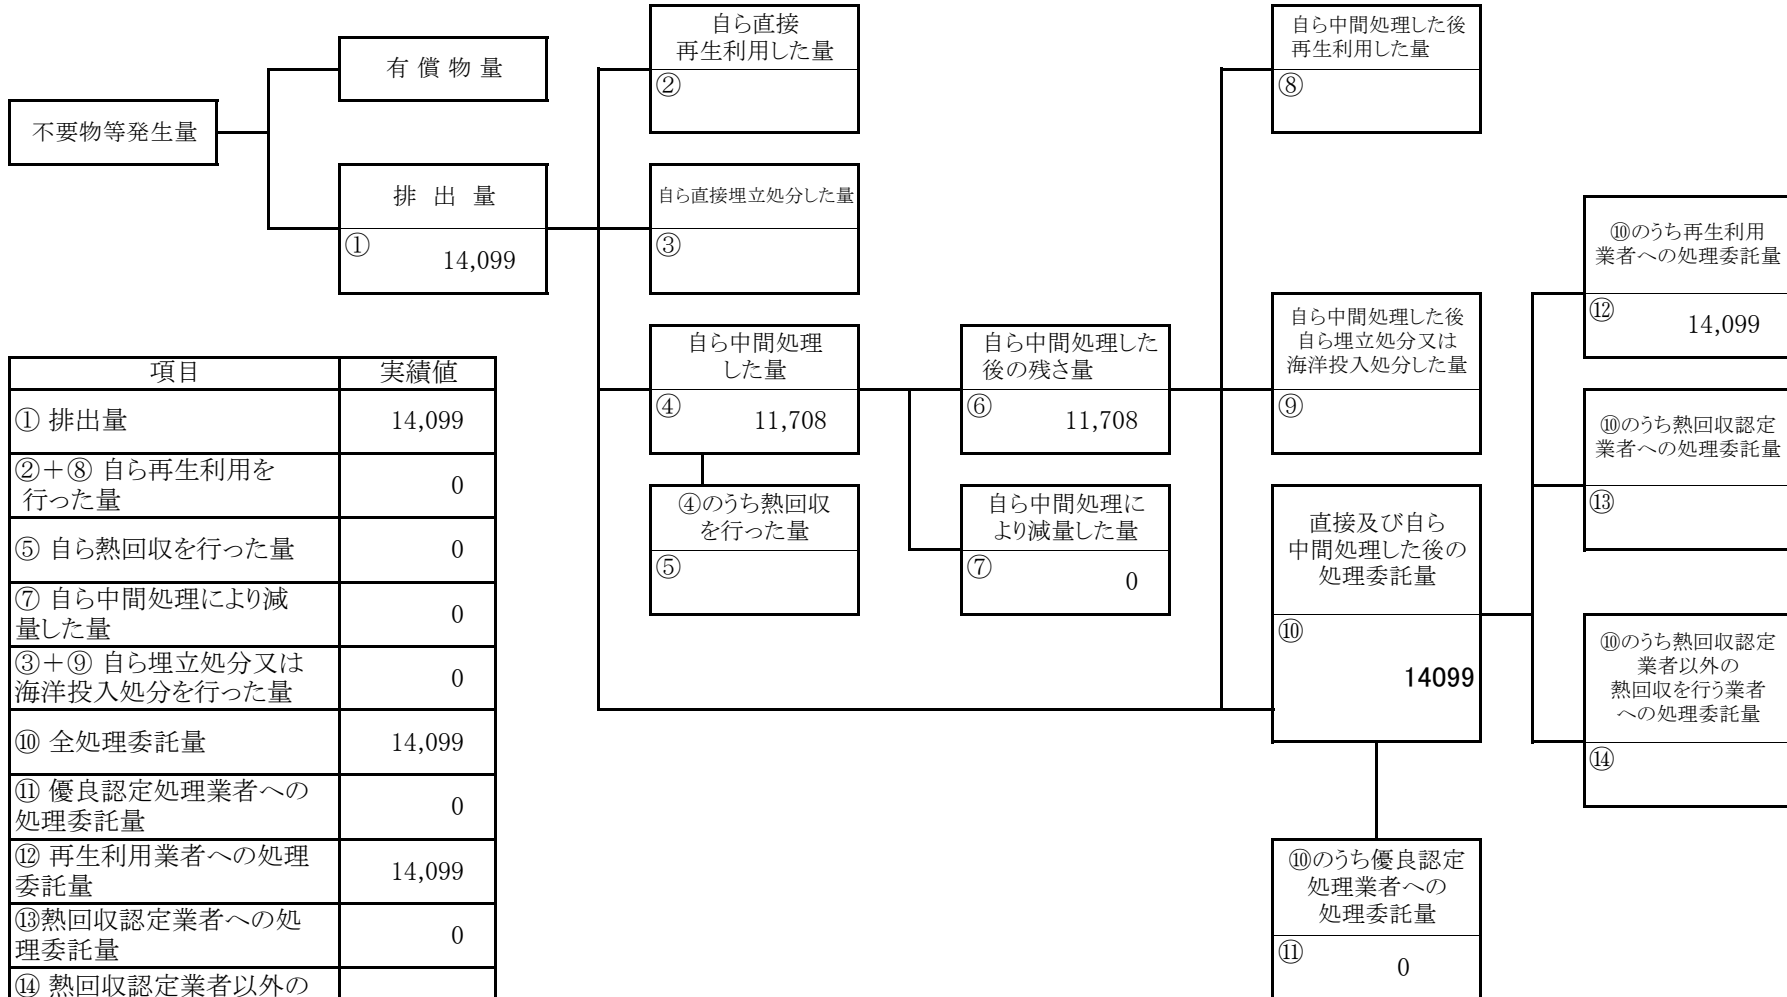 不要物等発生量
有 償 物 量
排 出 量
①
14,099
自ら直接
再生利用した量
②
自ら直接埋立処分した量
③
自ら中間処理
した量
④
11,708
④のうち熱回収
を行った量
⑤
自ら中間処理した
後の残さ量
⑥
11,708
自ら中間処理に
より減量した量
⑦
0
自ら中間処理した後
再生利用した量
⑧
自ら中間処理した後
自ら埋立処分又は
海洋投入処分した量
⑨
直接及び自ら
中間処理した後の
処理委託量
⑩
14099
⑩のうち優良認定
処理業者への
処理委託量
⑪
0
⑩のうち再生利用
業者への処理委託量
⑫
14,099
⑩のうち熱回収認定
業者への処理委託量
⑬
⑩のうち熱回収認定
業者以外の
熱回収を行う業者
への処理委託量
⑭
項目 実績値
① 排出量 14,099
②+⑧ 自ら再生利用を
行った量 0
⑤ 自ら熱回収を行った量 0
⑦ 自ら中間処理により減
量した量 0
③+⑨ 自ら埋立処分又は
海洋投入処分を行った量 0
⑩ 全処理委託量 14,099
⑪ 優良認定処理業者への
処理委託量 0
⑫ 再生利用業者への処理
委託量 14,099
⑬熱回収認定業者への処
理委託量 0
⑭ 熱回収認定業者以外の